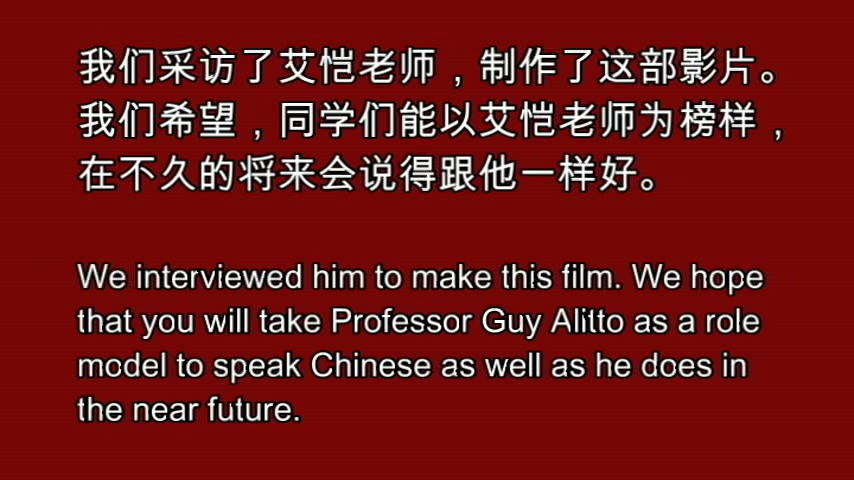 我们采访了艾恺老师，制作了这部影片。
我们希望，同学们能以艾恺老师为榜样，
在不久的将来会说得跟他一样好。
We interviewed him to make this film. We hope
that you will take Professor Guy Alitto as a role
model to speak Chinese as well as he does in
the near future.